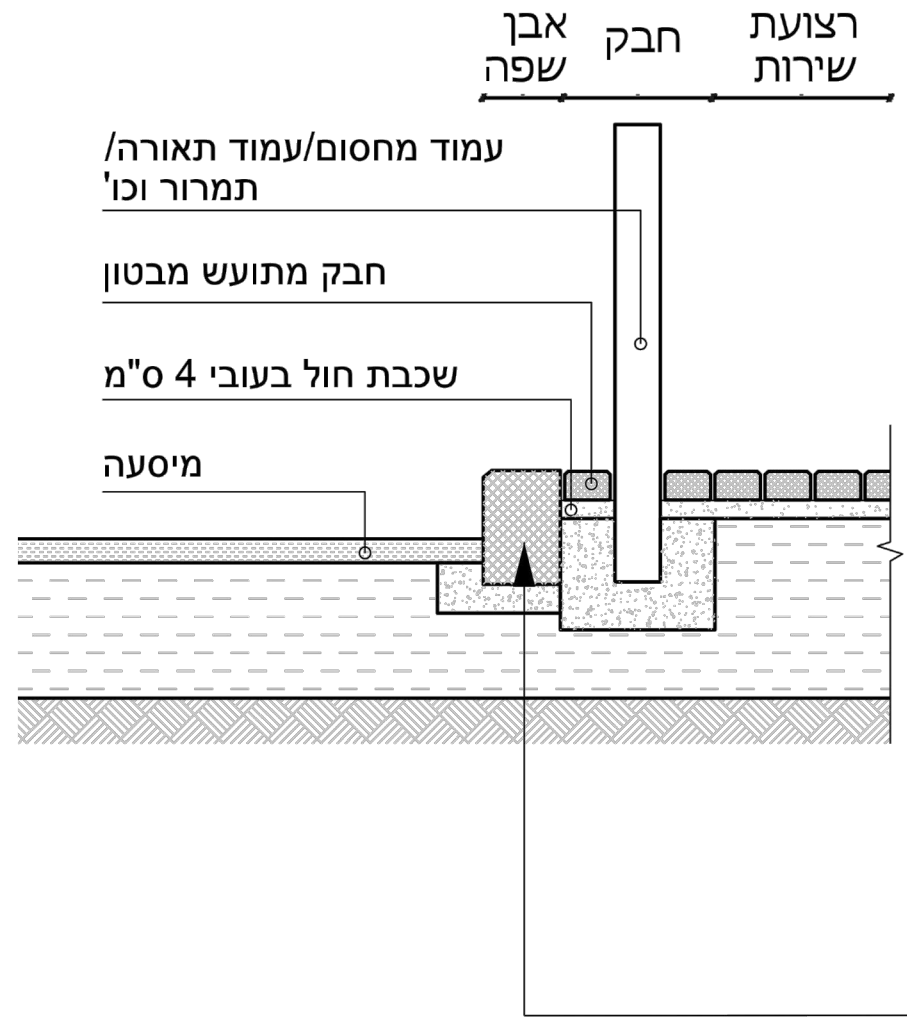 רצועת
שירות
חבק
אבן
שפה
עמוד מחסום/עמוד תאורה/
תמרור וכו'
חבק מתועש מבטון
שכבת חול בעובי 4 ס"מ
מיסעה